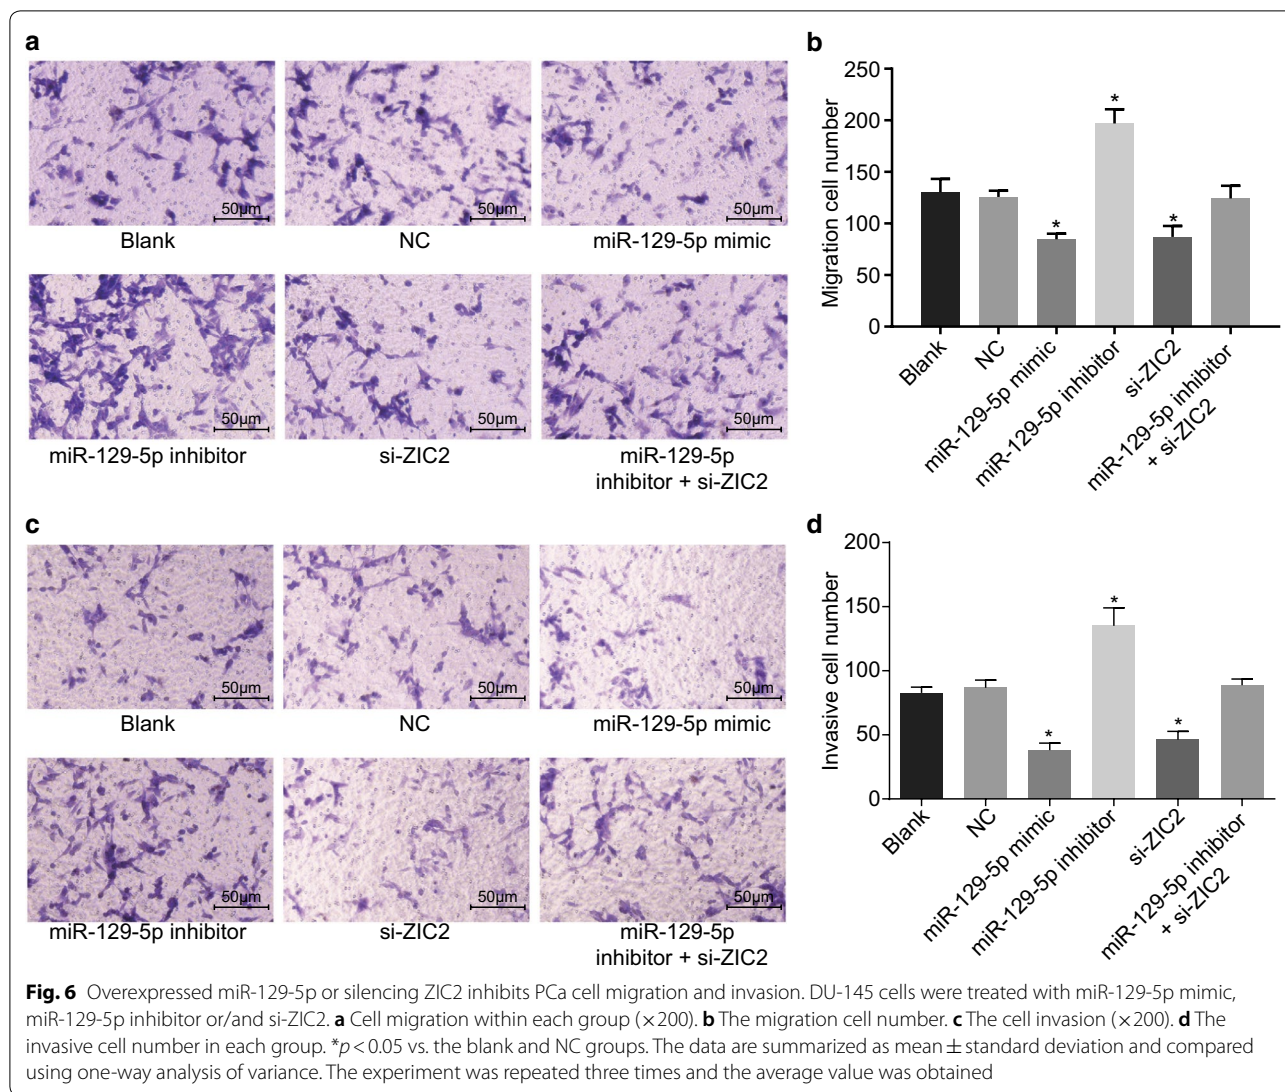 a
50µm
50µm
50µm
Blank
NC
miR-129-5p mimic
50µm
50µm
50µm
miR-129-5p inhibitor
si-ZIC2
miR-129-5p
inhibitor + si-ZIC2
b
Migration cell number
250
200
150
100
50
0
*
*
*
Blank
NC
miR-129-5p mimic
miR-129-5p inhibitor
si-ZIC2
miR-129-5p inhibitor
+ si-ZIC2
c
50µm
50µm
50µm
Blank
NC
miR-129-5p mimic
50µm
50µm
50µm
miR-129-5p inhibitor
si-ZIC2
miR-129-5p
inhibitor + si-ZIC2
d
Invasive cell number
200
150
100
50
0
*
*
*
Blank
NC
miR-129-5p mimic
miR-129-5p inhibitor
si-ZIC2
miR-129-5p inhibitor
+ si-ZIC2
Fig. 6 Overexpressed miR-129-5p or silencing ZIC2 inhibits PCa cell migration and invasion. DU-145 cells were treated with miR-129-5p mimic,
miR-129-5p inhibitor or/and si-ZIC2. a Cell migration within each group (×200). b The migration cell number. c The cell invasion (×200). d The
invasive cell number in each group. *p < 0.05 vs. the blank and NC groups. The data are summarized as mean ± standard deviation and compared
using one-way analysis of variance. The experiment was repeated three times and the average value was obtained